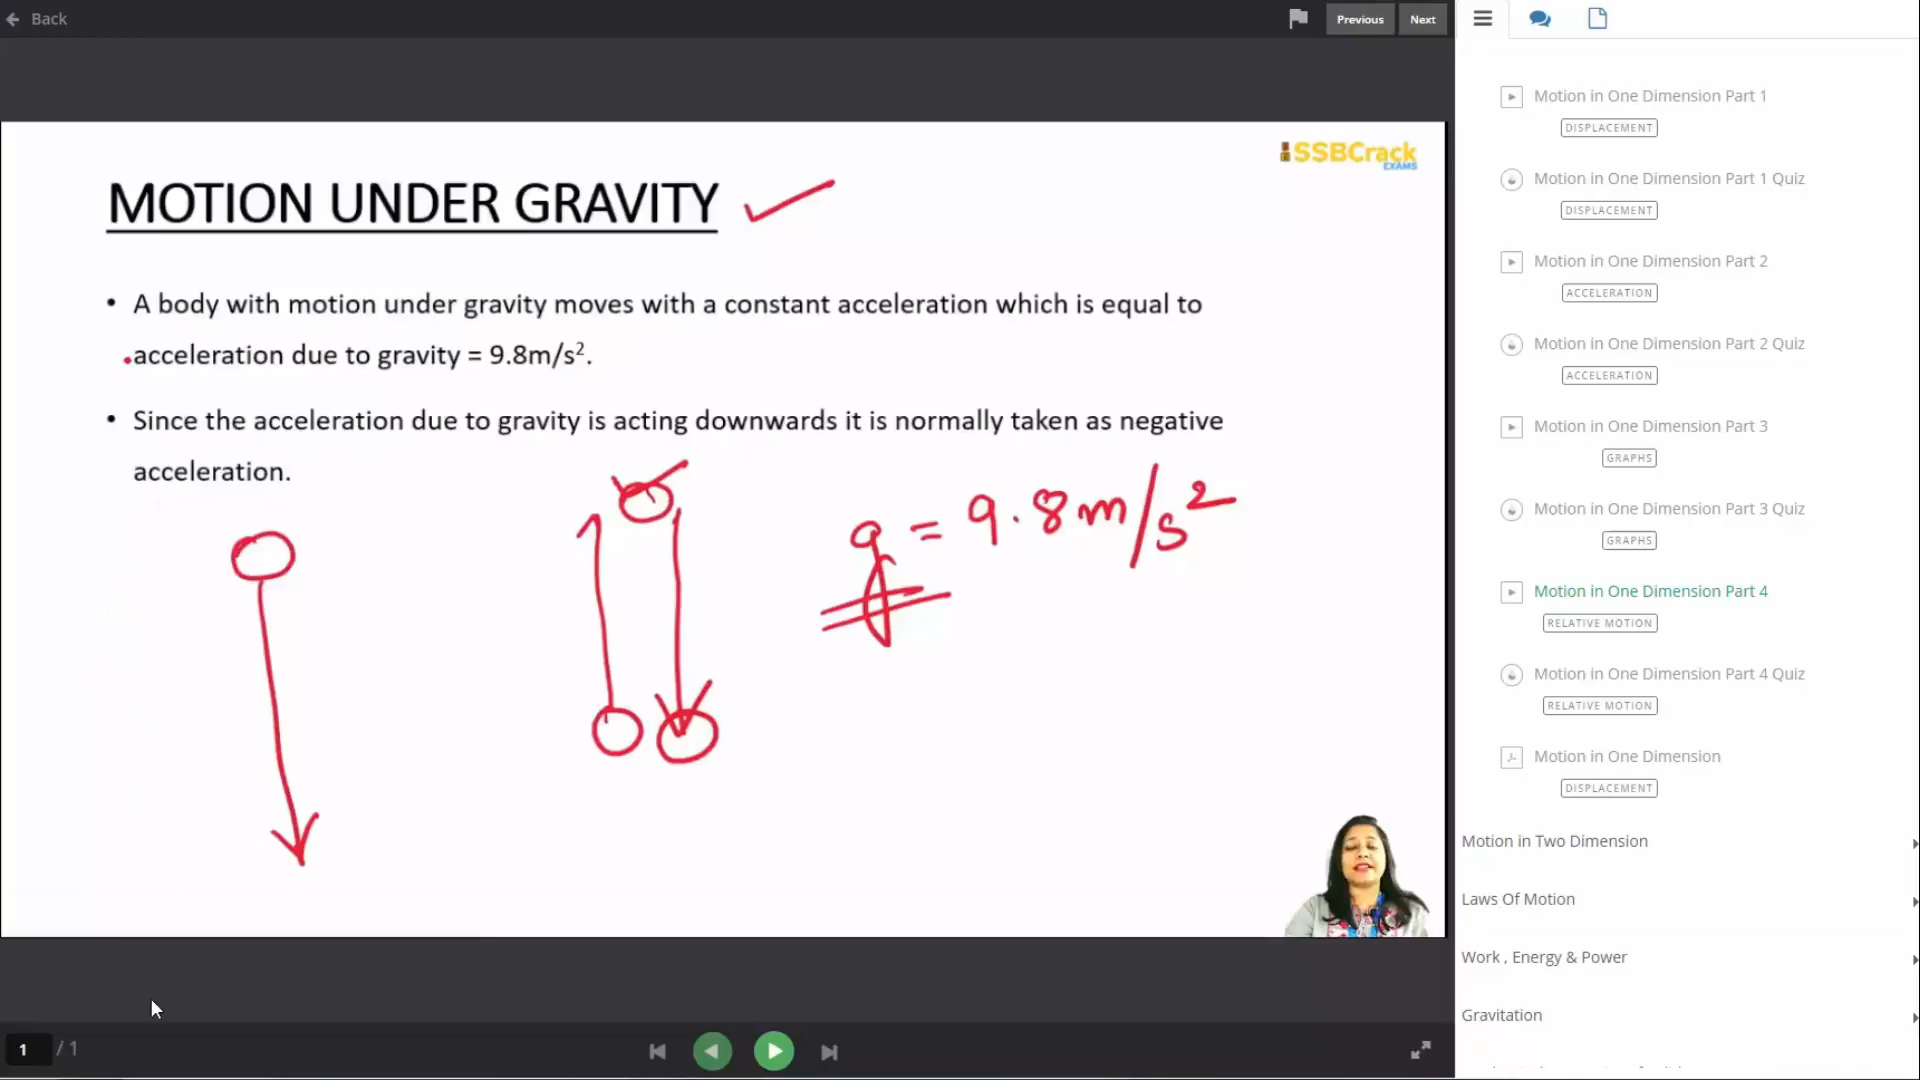 Back
Previous
Next
SSBCrack
EXAMS
MOTION UNDER GRAVITY
• A body with motion under gravity moves with a constant acceleration which is equal to
acceleration due to gravity = 9.8m/s².
• Since the acceleration due to gravity is acting downwards it is normally taken as negative
acceleration.
g = 9.8m/s²
1 / 1
Motion in One Dimension Part 1
DISPLACEMENT
Motion in One Dimension Part 1 Quiz
DISPLACEMENT
Motion in One Dimension Part 2
ACCELERATION
Motion in One Dimension Part 2 Quiz
ACCELERATION
Motion in One Dimension Part 3
GRAPHS
Motion in One Dimension Part 3 Quiz
GRAPHS
Motion in One Dimension Part 4
RELATIVE MOTION
Motion in One Dimension Part 4 Quiz
RELATIVE MOTION
Motion in One Dimension
DISPLACEMENT
Motion in Two Dimension
Laws Of Motion
Work , Energy & Power
Gravitation